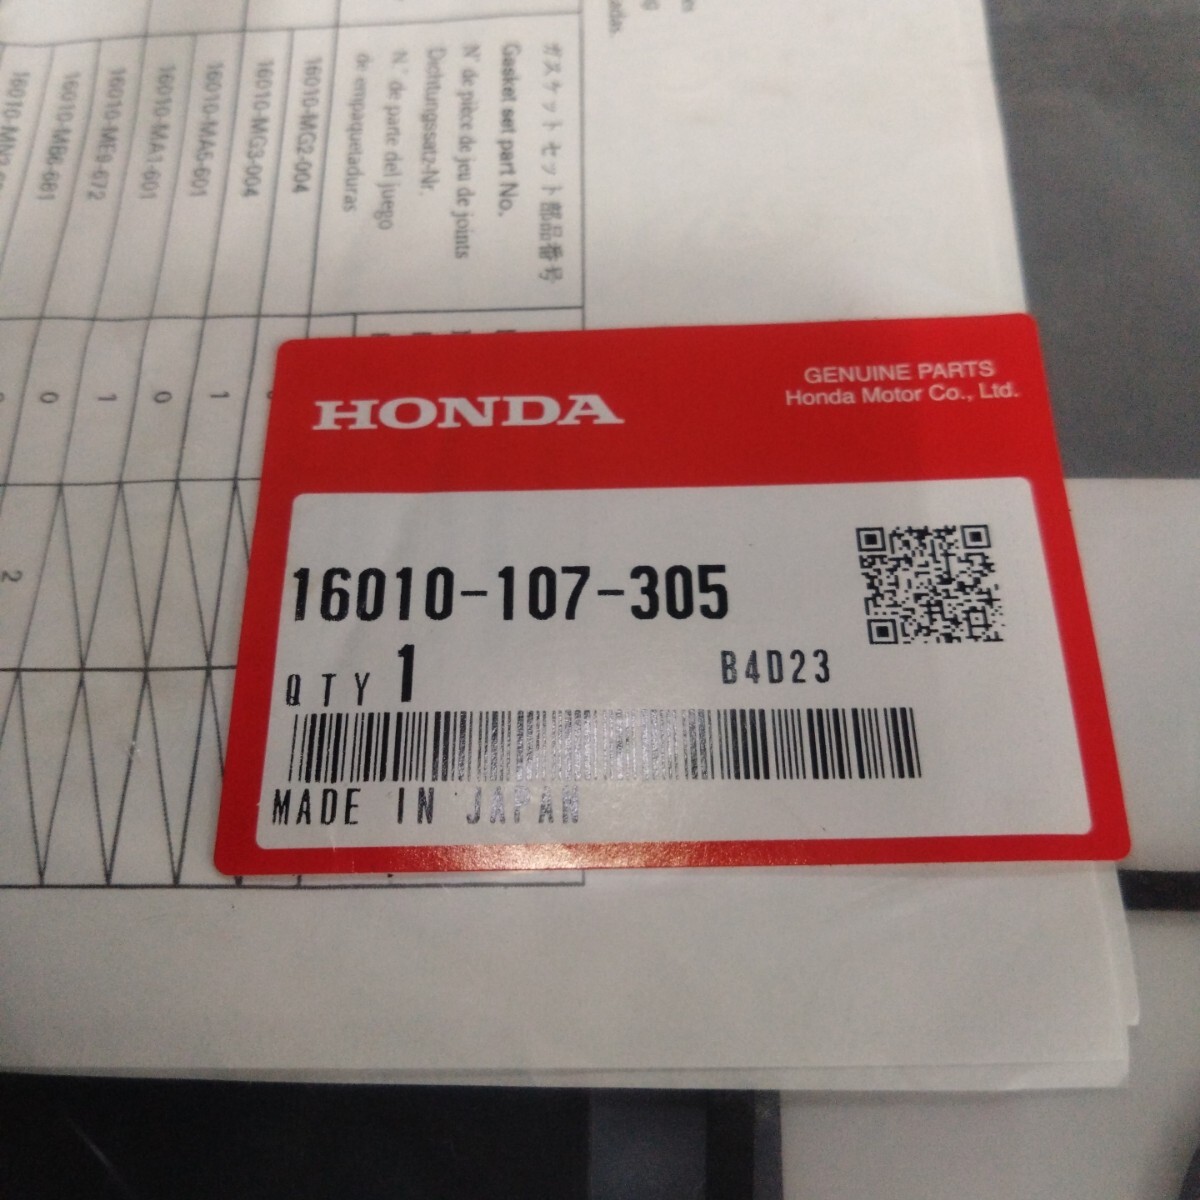 HONDA
GENUINE PARTS
Honda Motor Co., Ltd.
16010-107-305
QTY 1
B4D23
MADE IN JAPAN
ガスケットセット部品番号
Gasket set part No.
N° de pièce de jeu de joints
Dichtungssatz-Nr.
N.° de parte del juego
de empaquetaduras
16010-MG2-004
16010-MG3-004
16010-MA5-601
1
16010-MA1-601
0
16010-ME9-672
1
16010-MB6-681
0
2